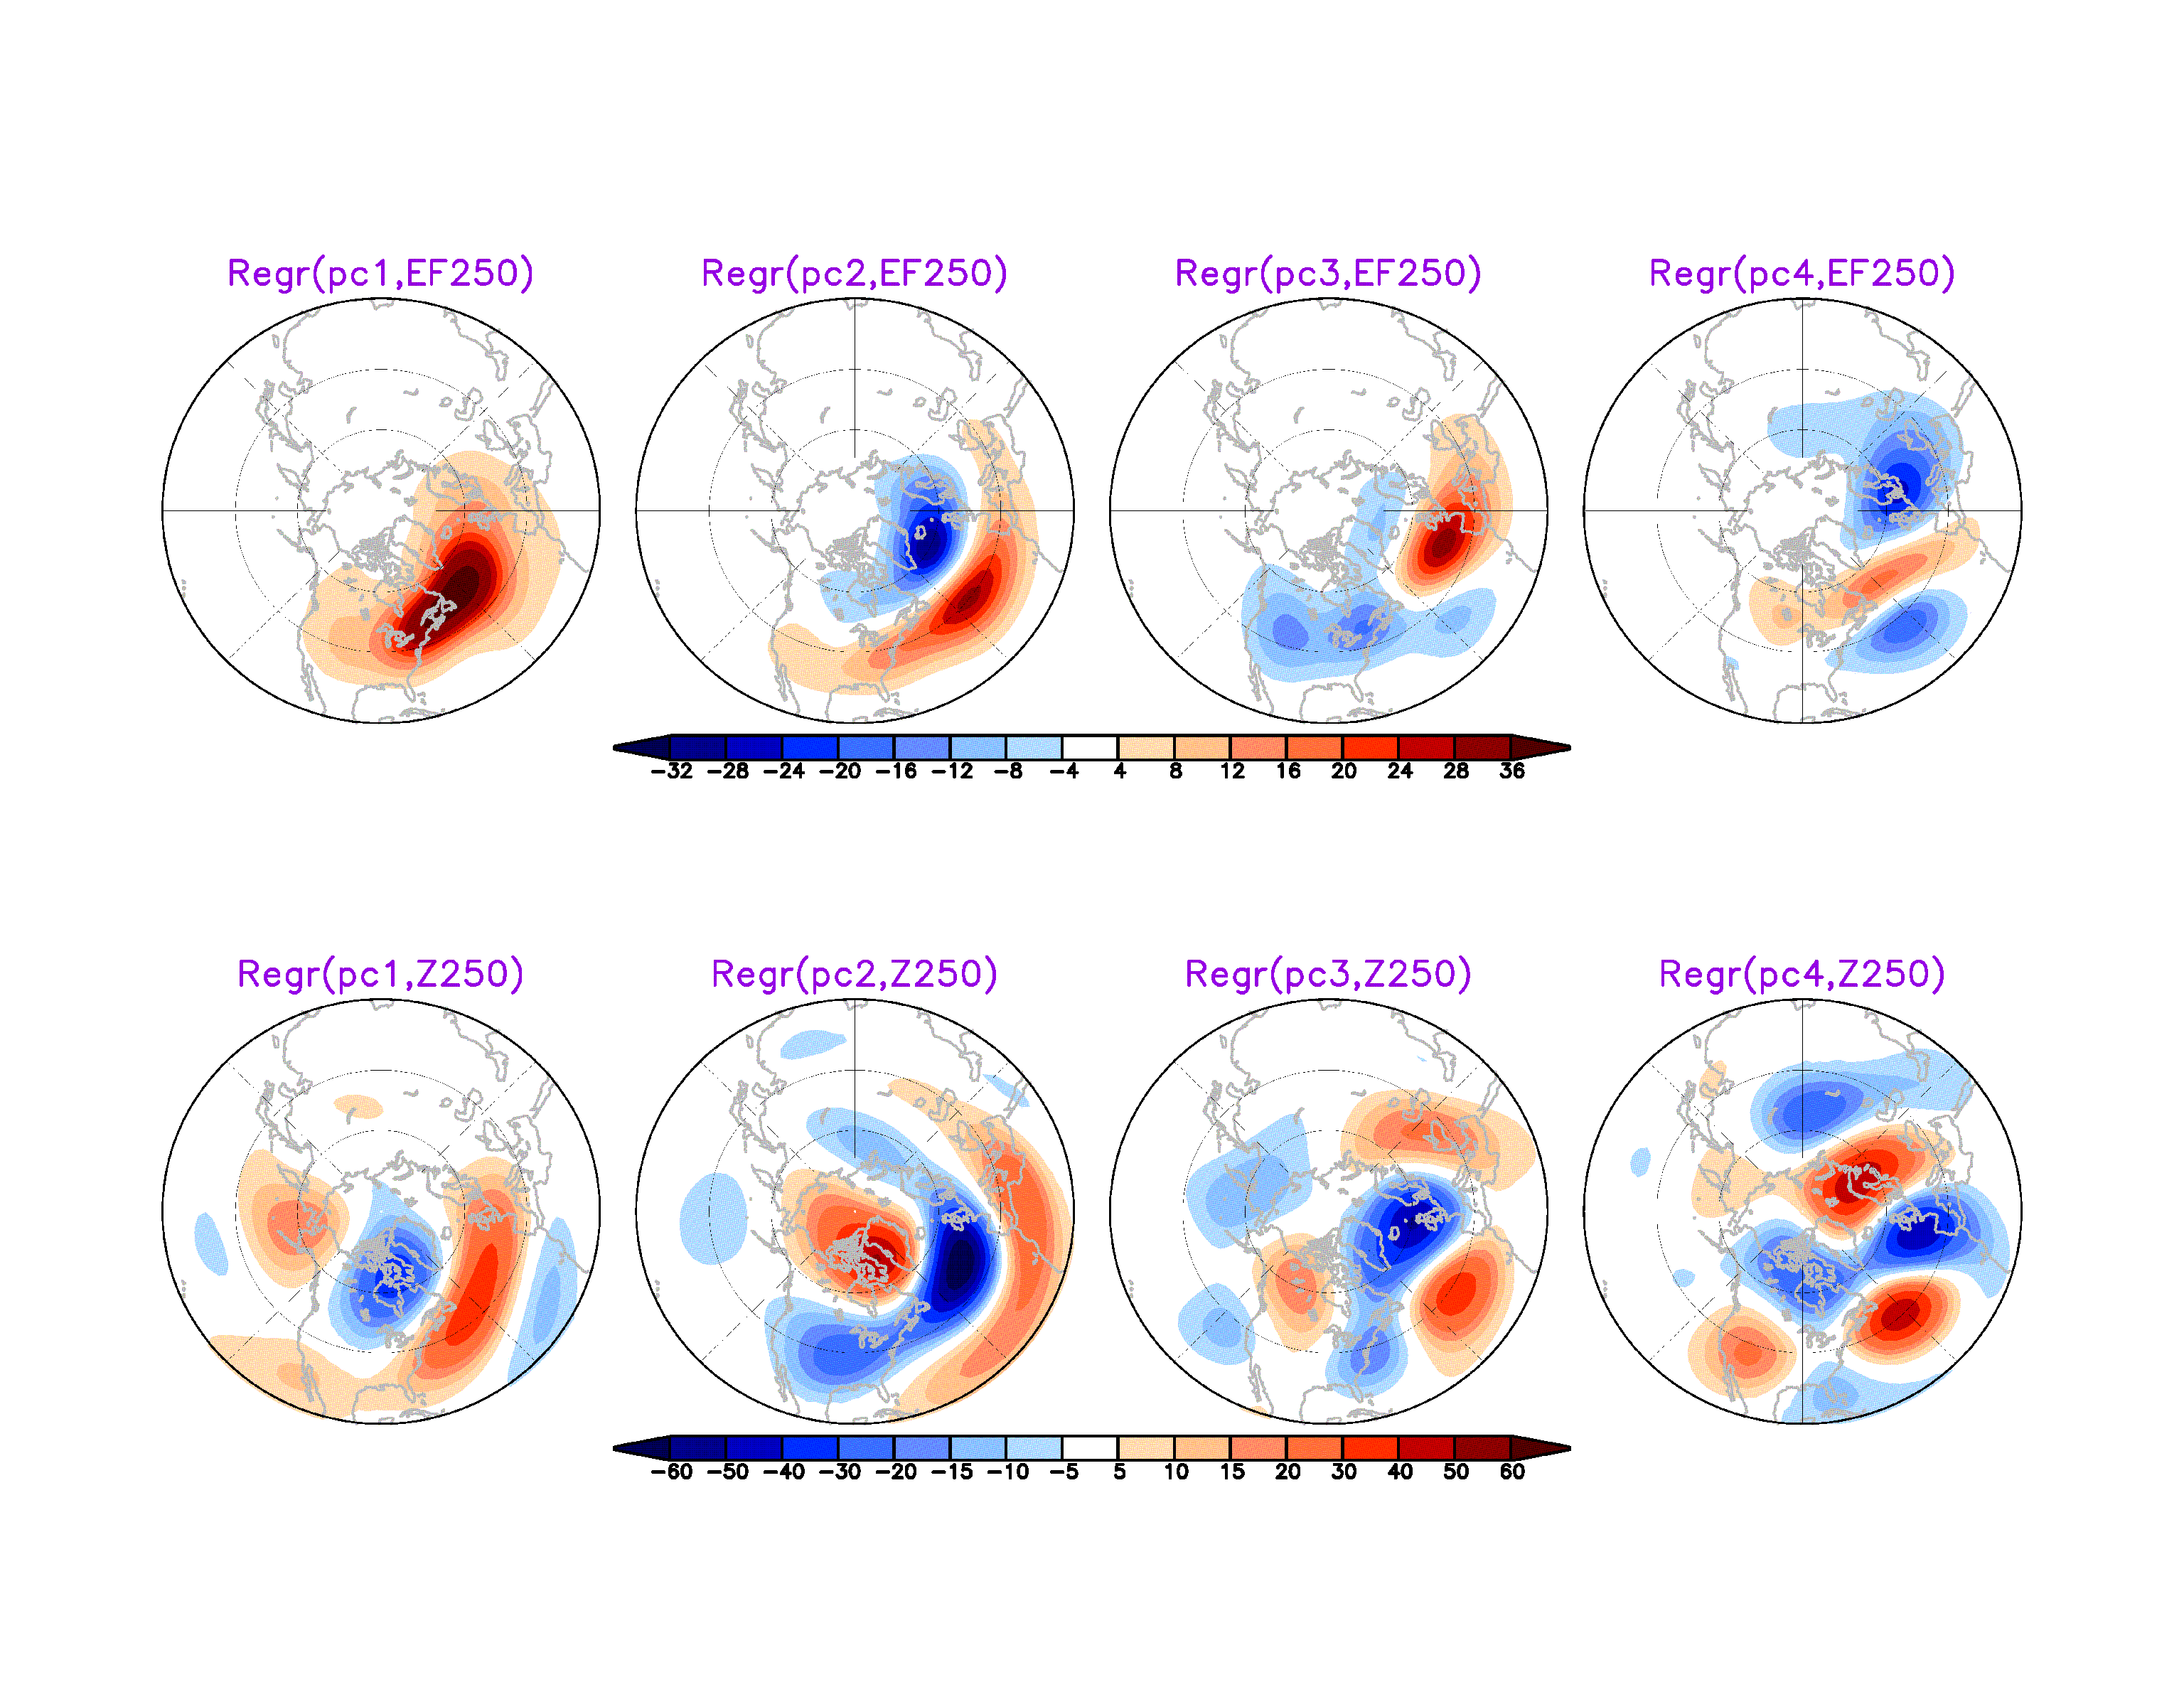 Regr(pc1,EF250) Regr(pc2,EF250) Regr(pc3,EF250) Regr(pc4,EF250)
-32 -28 -24 -20 -16 -12 -8 -4 4 8 12 16 20 24 28 36
Regr(pc1,Z250) Regr(pc2,Z250) Regr(pc3,Z250) Regr(pc4,Z250)
-60 -50 -40 -30 -20 -15 -10 -5 5 10 15 20 30 40 50 60